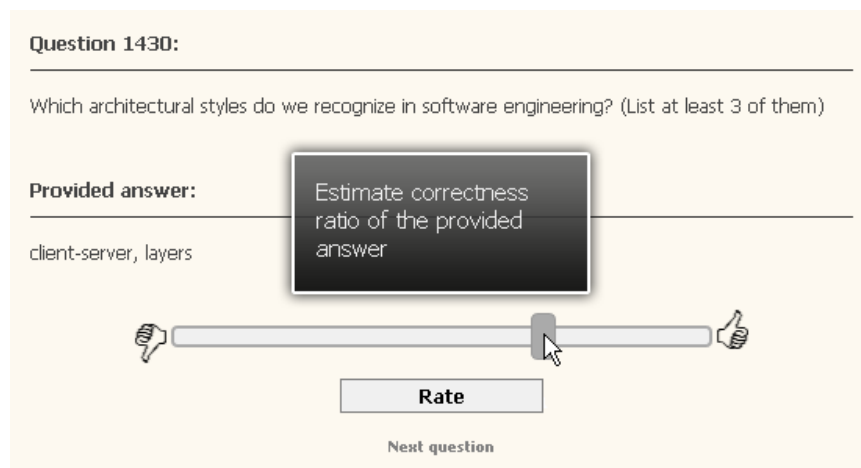 Question 1430:
Which architectural styles do we recognize in software engineering? (List at least 3 of them)
Provided answer:
client-server, layers
Estimate correctness
ratio of the provided
answer
Rate
Next question